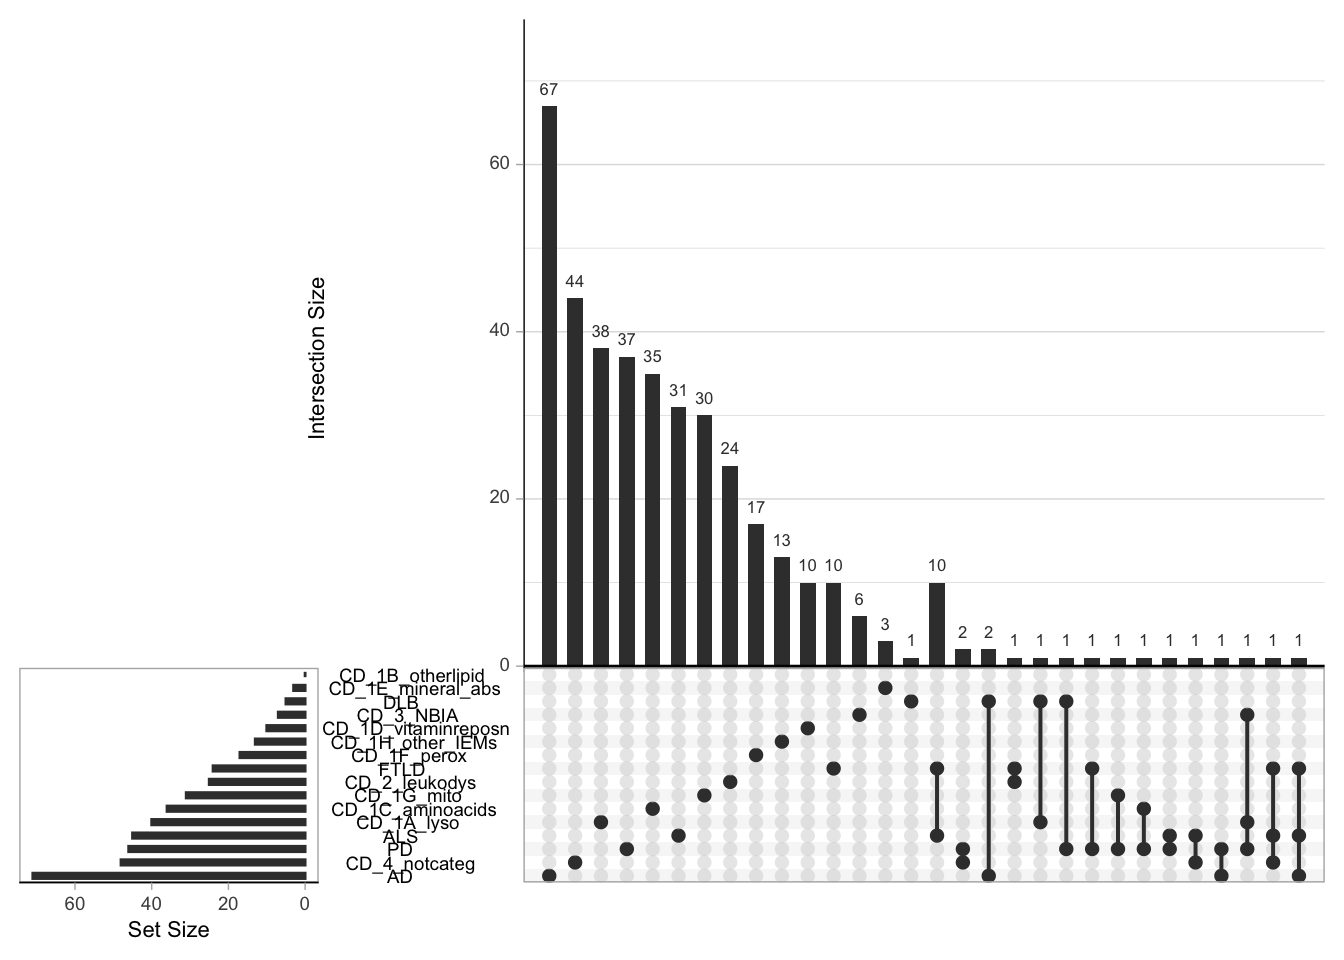 67
44
38
37
35
31
30
24
17
13
10
10
6
3
1
10
2
2
1
1
1
1
1
1
1
1
1
1
1
1
60
40
20
0
Intersection Size
CD_1B_otherlipid
CD_1E_mineral_abs
DLB
CD_3_NBIA
CD_1D_vitaminreposn
CD_1H_other_IEMs
CD_1F_perox
FTLD
CD_2_leukodys
CD_1G_mito
CD_1C_aminoacids
CD_1A_lyso
ALS
PD
CD_4_notcateg
AD
60 40 20 0
Set Size